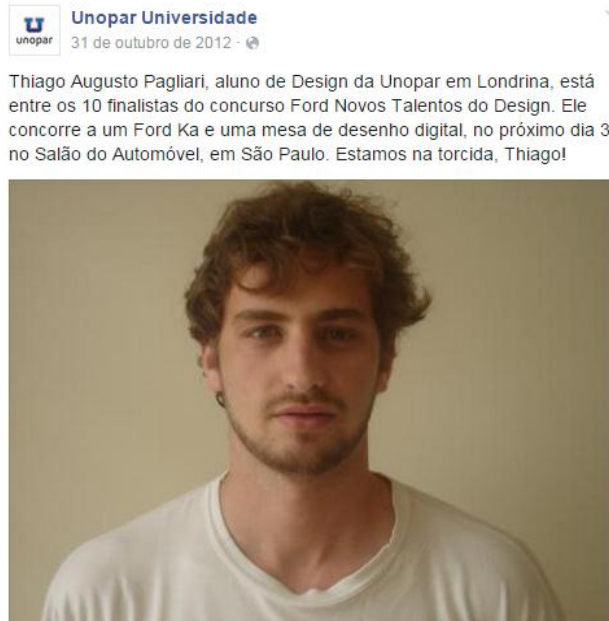 Unopar Universidade
unopar
31 de outubro de 2012 ·
Thiago Augusto Pagliari, aluno de Design da Unopar em Londrina, está
entre os 10 finalistas do concurso Ford Novos Talentos do Design. Ele
concorre a um Ford Ka e uma mesa de desenho digital, no próximo dia 3
no Salão do Automóvel, em São Paulo. Estamos na torcida, Thiago!